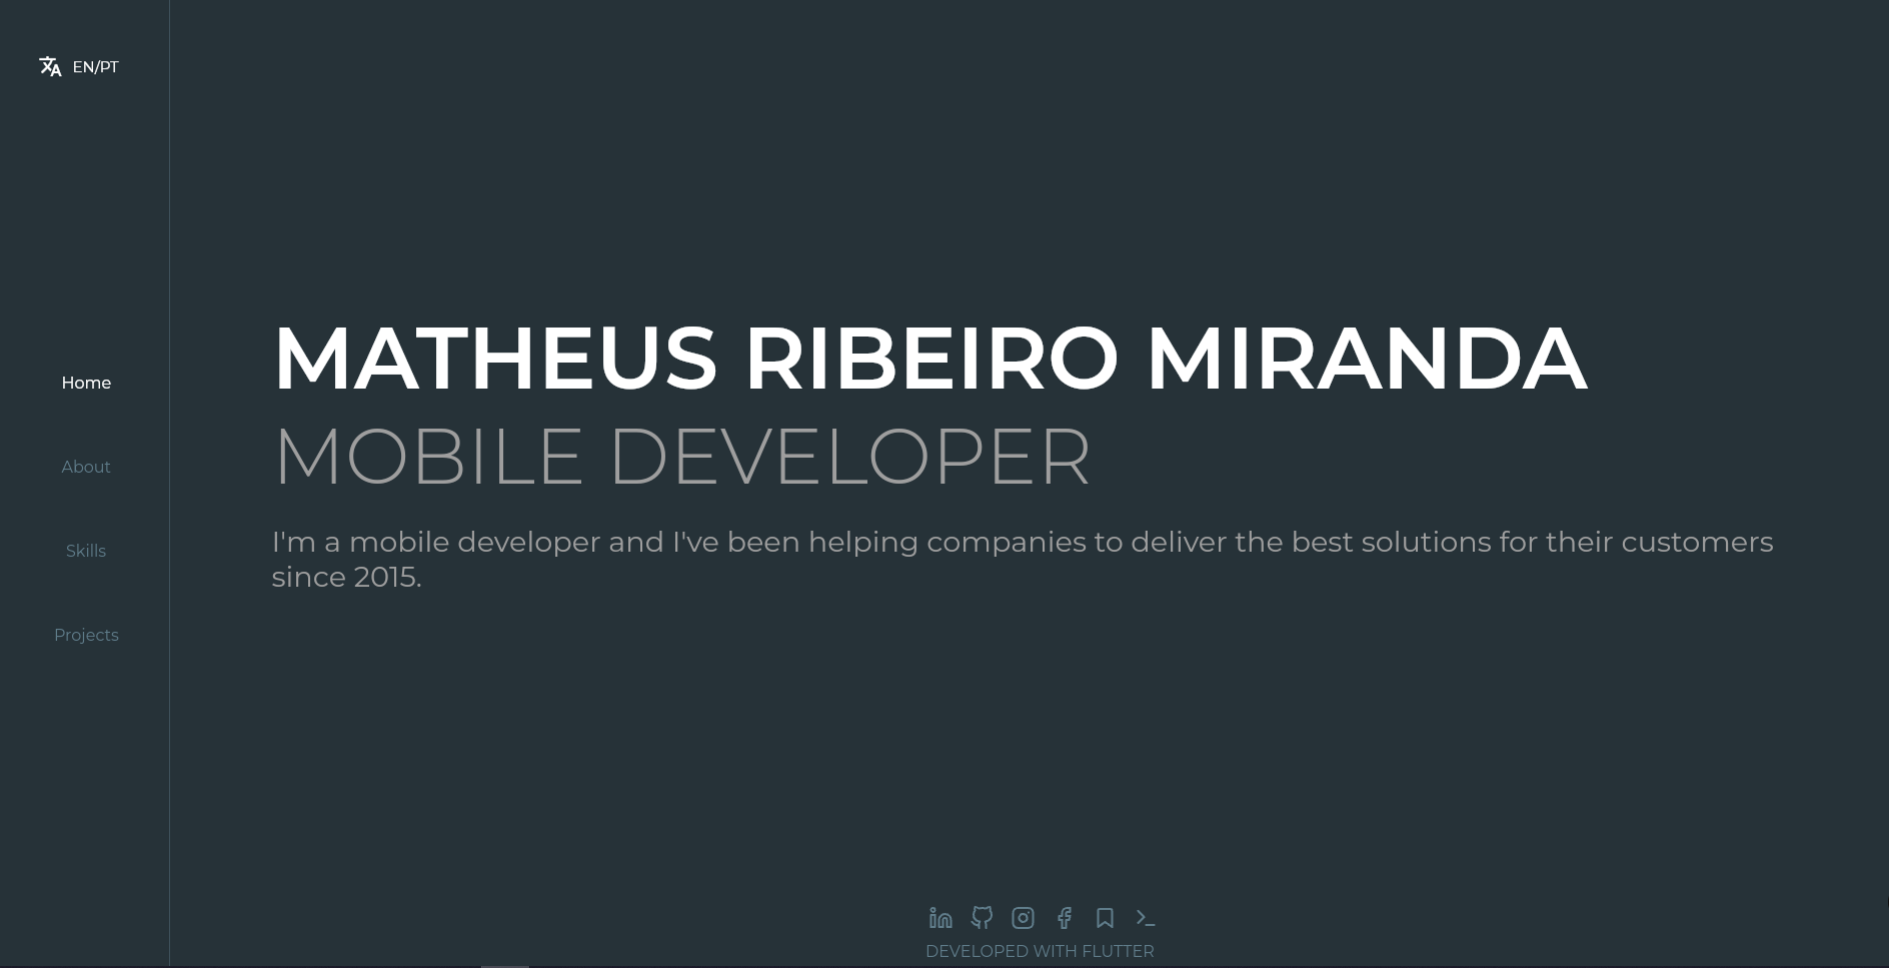 EN/PT
Home
About
Skills
Projects
MATHEUS RIBEIRO MIRANDA
MOBILE DEVELOPER
I'm a mobile developer and I've been helping companies to deliver the best solutions for their customers
since 2015.
DEVELOPED WITH FLUTTER